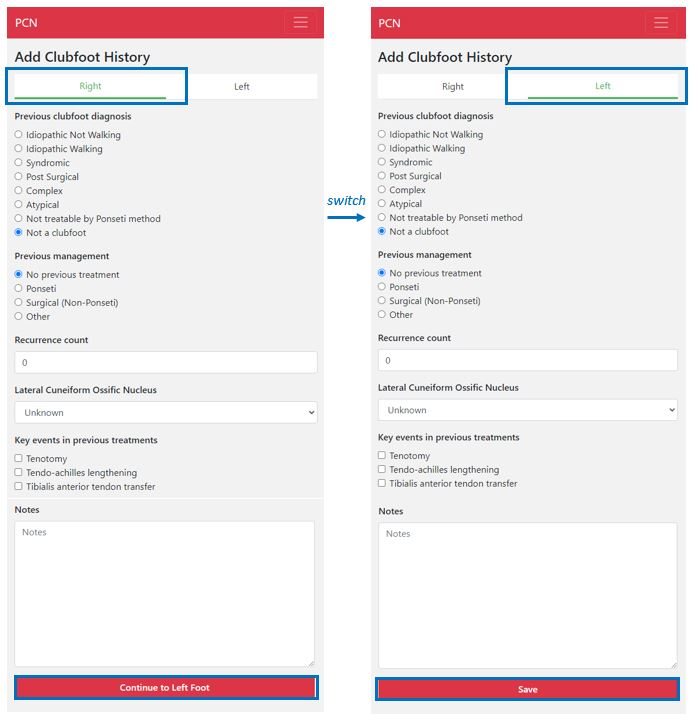 PCN
Add Clubfoot History
Right Left
Previous clubfoot diagnosis
Idiopathic Not Walking
Idiopathic Walking
Syndromic
Post Surgical
Complex
Atypical
Not treatable by Ponseti method
Not a clubfoot
Previous management
No previous treatment
Ponseti
Surgical (Non-Ponseti)
Other
Recurrence count
0
Lateral Cuneiform Ossific Nucleus
Unknown
Key events in previous treatments
Tenotomy
Tendo-achilles lengthening
Tibialis anterior tendon transfer
Notes
Notes
Continue to Left Foot
switch
PCN
Add Clubfoot History
Right Left
Previous clubfoot diagnosis
Idiopathic Not Walking
Idiopathic Walking
Syndromic
Post Surgical
Complex
Atypical
Not treatable by Ponseti method
Not a clubfoot
Previous management
No previous treatment
Ponseti
Surgical (Non-Ponseti)
Other
Recurrence count
0
Lateral Cuneiform Ossific Nucleus
Unknown
Key events in previous treatments
Tenotomy
Tendo-achilles lengthening
Tibialis anterior tendon transfer
Notes
Notes
Save